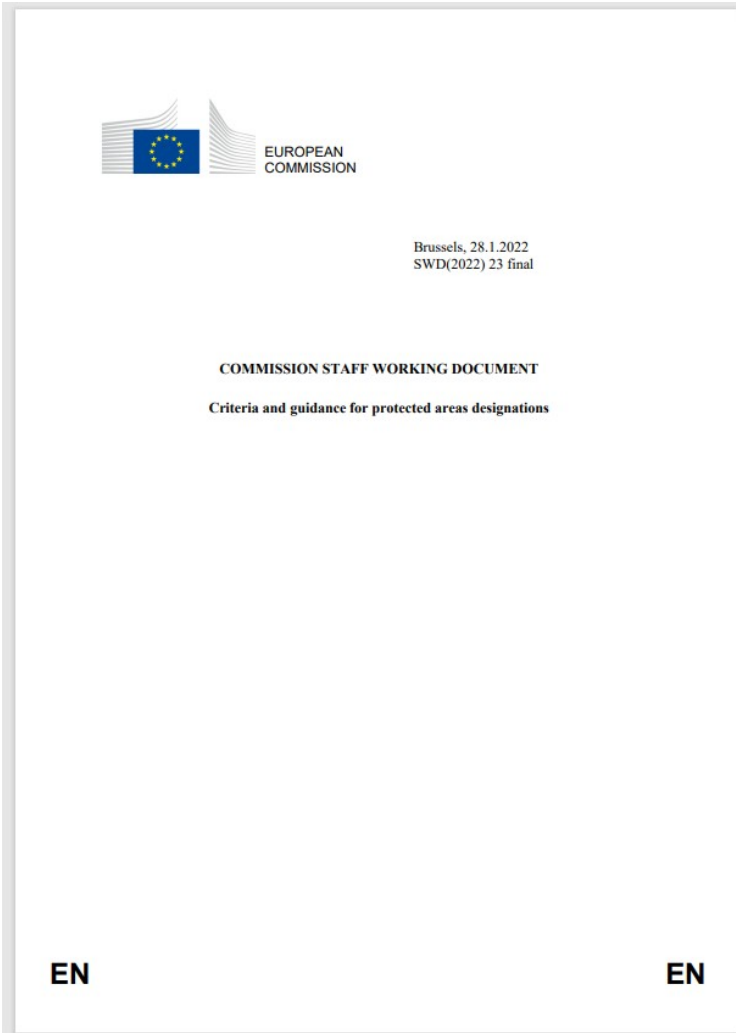 EUROPEAN
COMMISSION
Brussels, 28.1.2022
SWD(2022) 23 final
COMMISSION STAFF WORKING DOCUMENT
Criteria and guidance for protected areas designations
EN EN